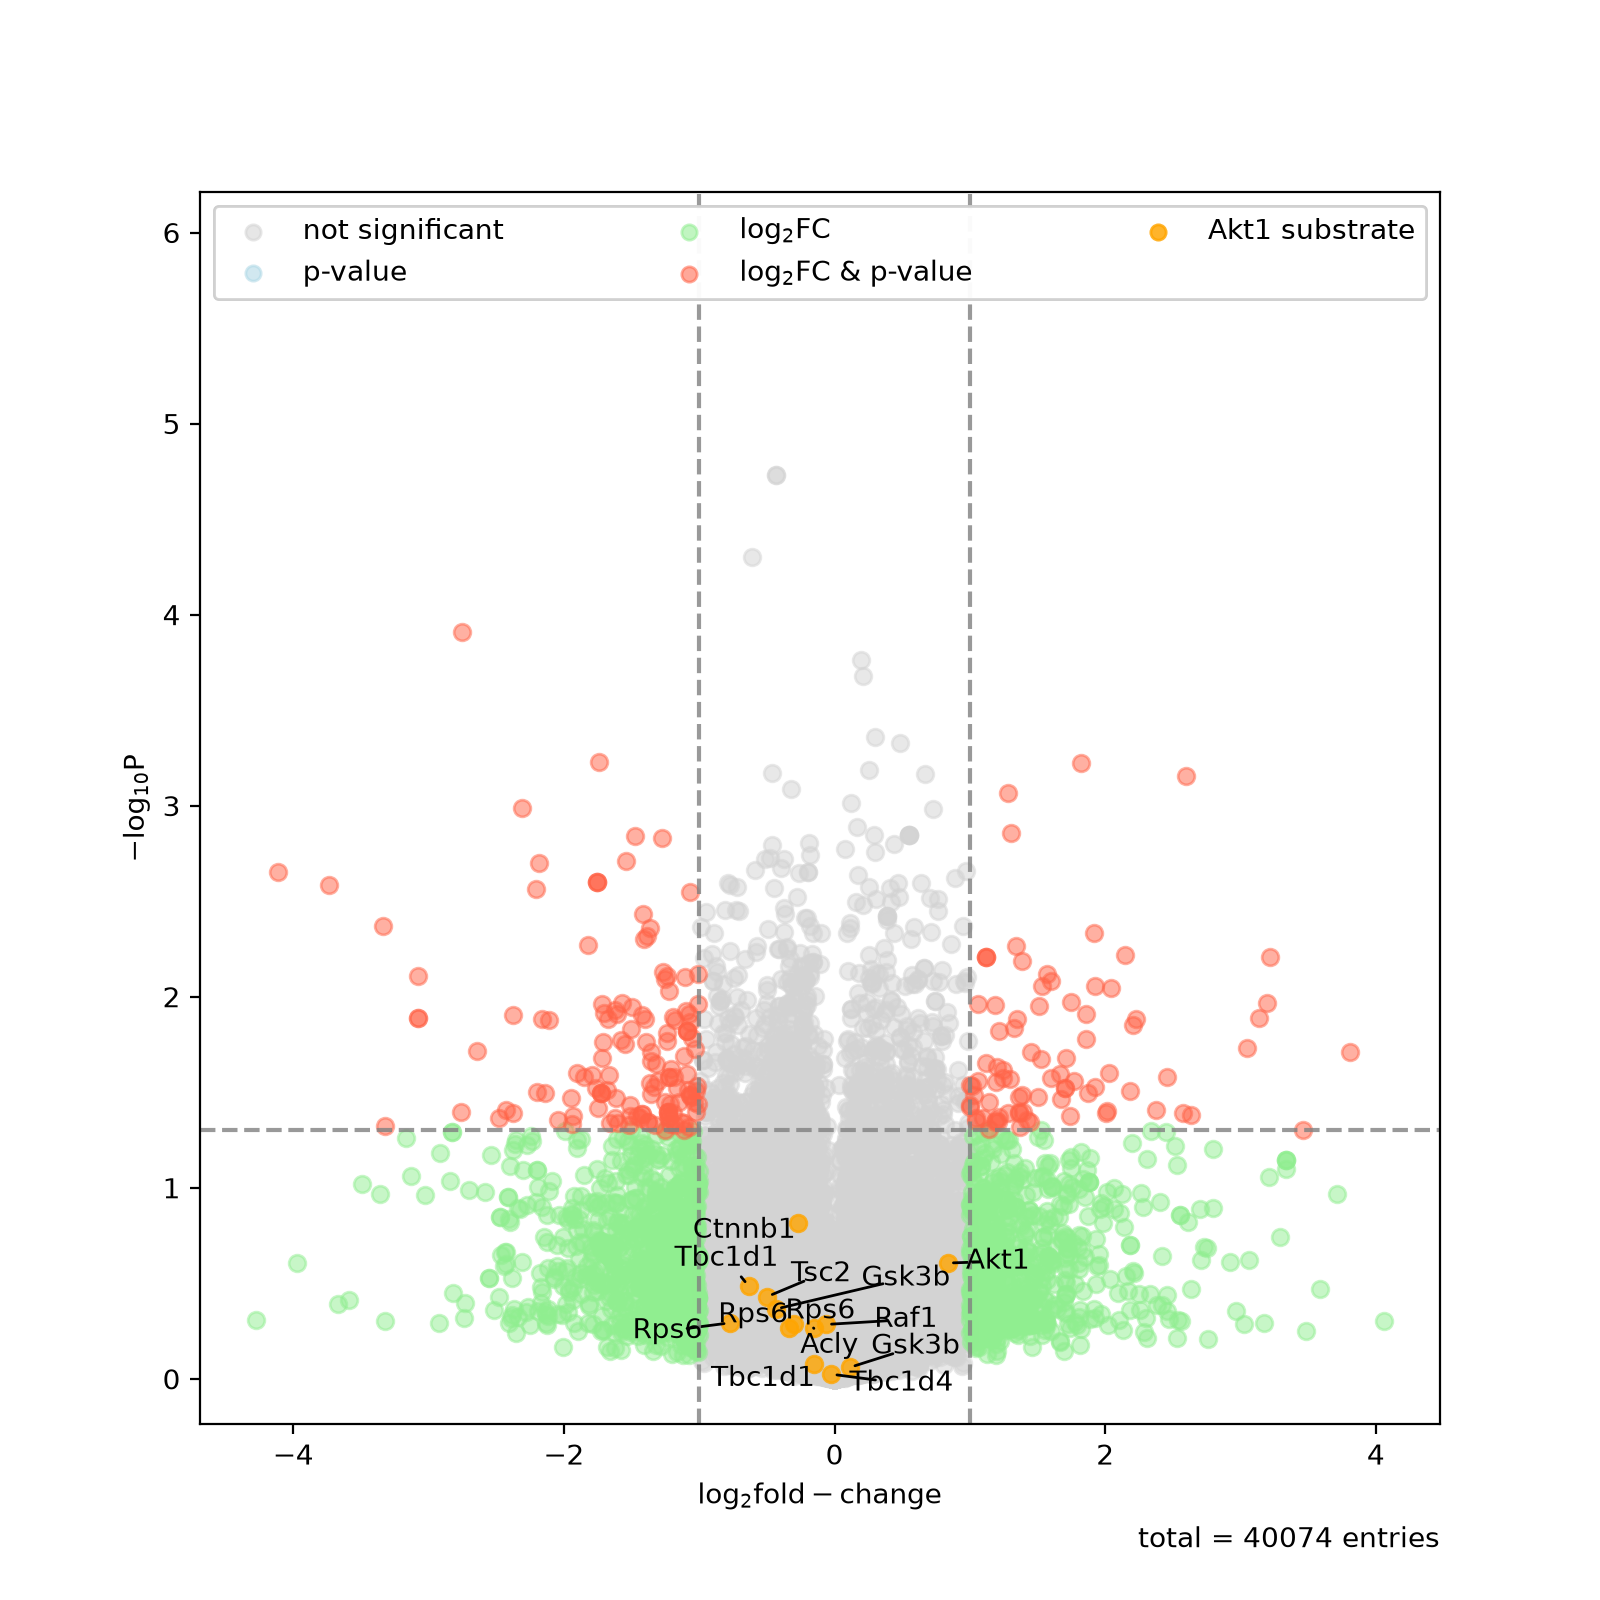 not significant
p-value
log₂FC
log₂FC & p-value
Akt1 substrate
6
5
4
3
2
1
0
−log₁₀P
Ctnnb1
Tbc1d1
Tsc2
Gsk3b
Akt1
Rps6
Rps6
Rps6
Raf1
Acly
Gsk3b
Tbc1d1
Tbc1d4
−4
−2
0
2
4
log₂fold − change
total = 40074 entries